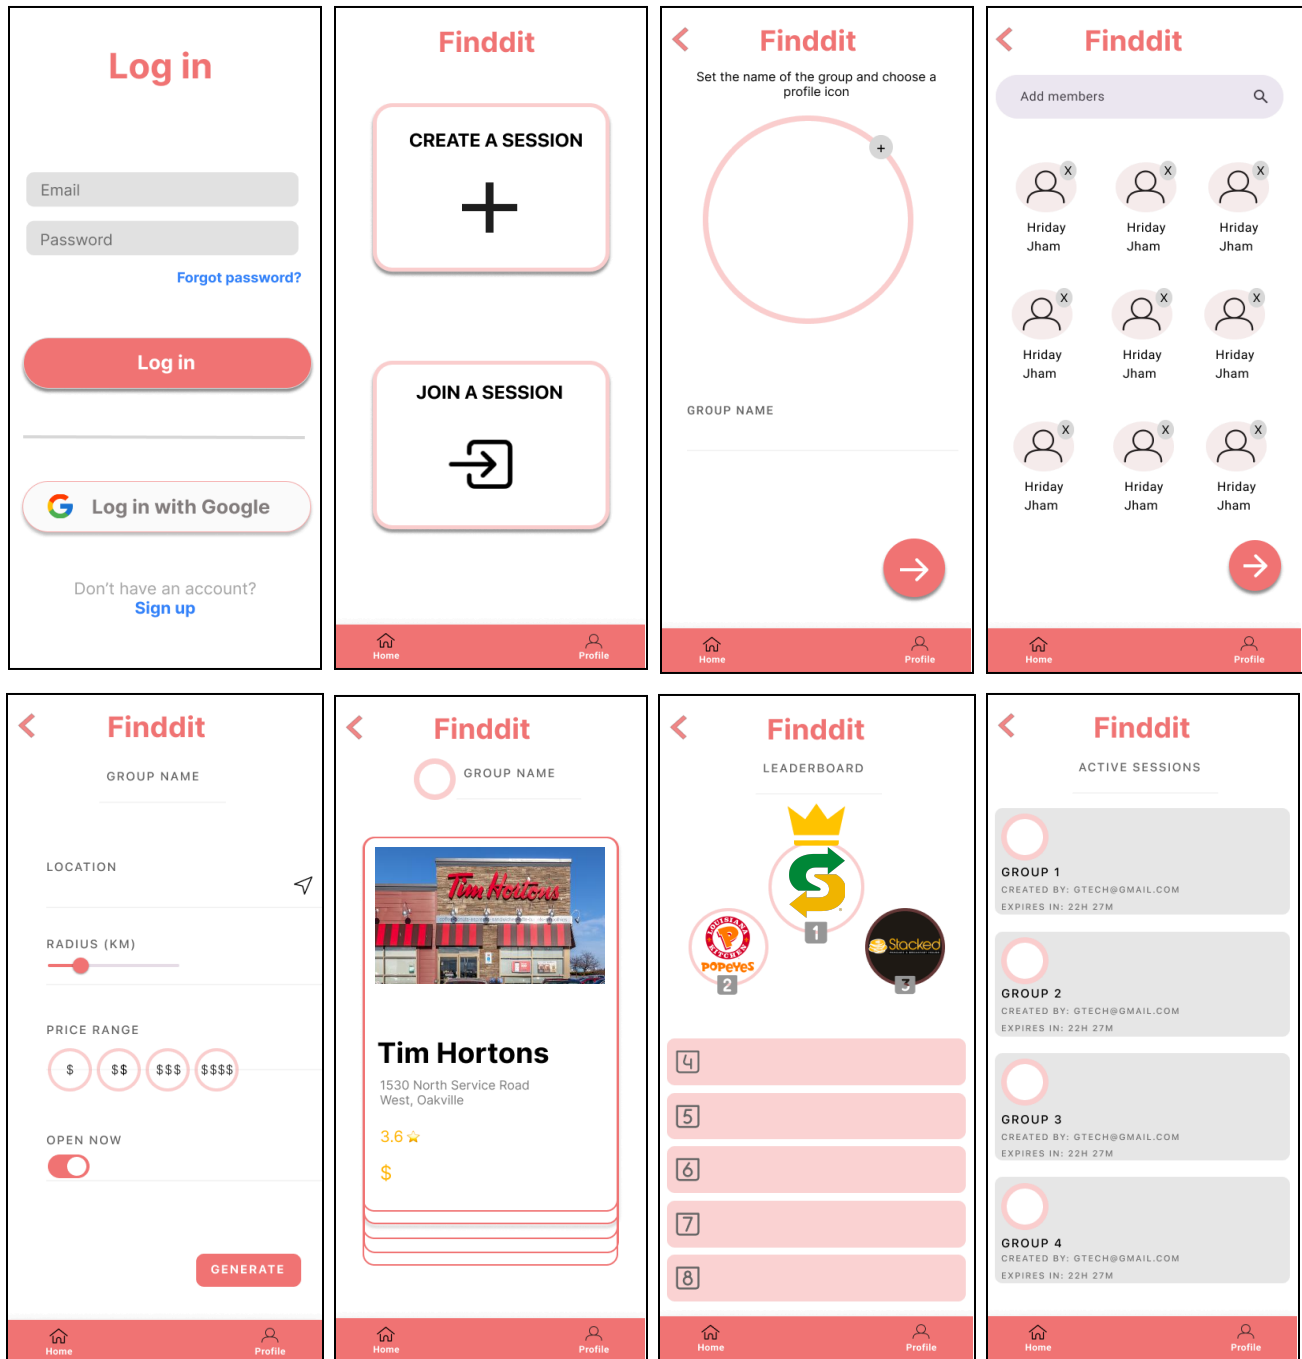 Log in
Email
Password
Forgot password?
Log in
Log in with Google
Don't have an account?
Sign up
Finddit
CREATE A SESSION
JOIN A SESSION
Home
Profile
Finddit
Set the name of the group and choose a
profile icon
+
GROUP NAME
Home
Profile
Finddit
Add members
X X X
Hriday Hriday Hriday
Jham Jham Jham
X X X
Hriday Hriday Hriday
Jham Jham Jham
X X X
Hriday Hriday Hriday
Jham Jham Jham
Home
Profile
Finddit
GROUP NAME
LOCATION
RADIUS (KM)
PRICE RANGE
$ $$ $$$ $$$$
OPEN NOW
GENERATE
Home
Profile
Finddit
GROUP NAME
Tim Hortons
Tim Hortons
1530 North Service Road
West, Oakville
3.6
$
Home
Profile
Finddit
LEADERBOARD
S
1
LOUISIANA
KITCHEN
P
POPEYES
2
Stacked
3
4
5
6
7
8
Home
Profile
Finddit
ACTIVE SESSIONS
GROUP 1
CREATED BY: GTECH@GMAIL.COM
EXPIRES IN: 22H 27M
GROUP 2
CREATED BY: GTECH@GMAIL.COM
EXPIRES IN: 22H 27M
GROUP 3
CREATED BY: GTECH@GMAIL.COM
EXPIRES IN: 22H 27M
GROUP 4
CREATED BY: GTECH@GMAIL.COM
EXPIRES IN: 22H 27M
Home
Profile